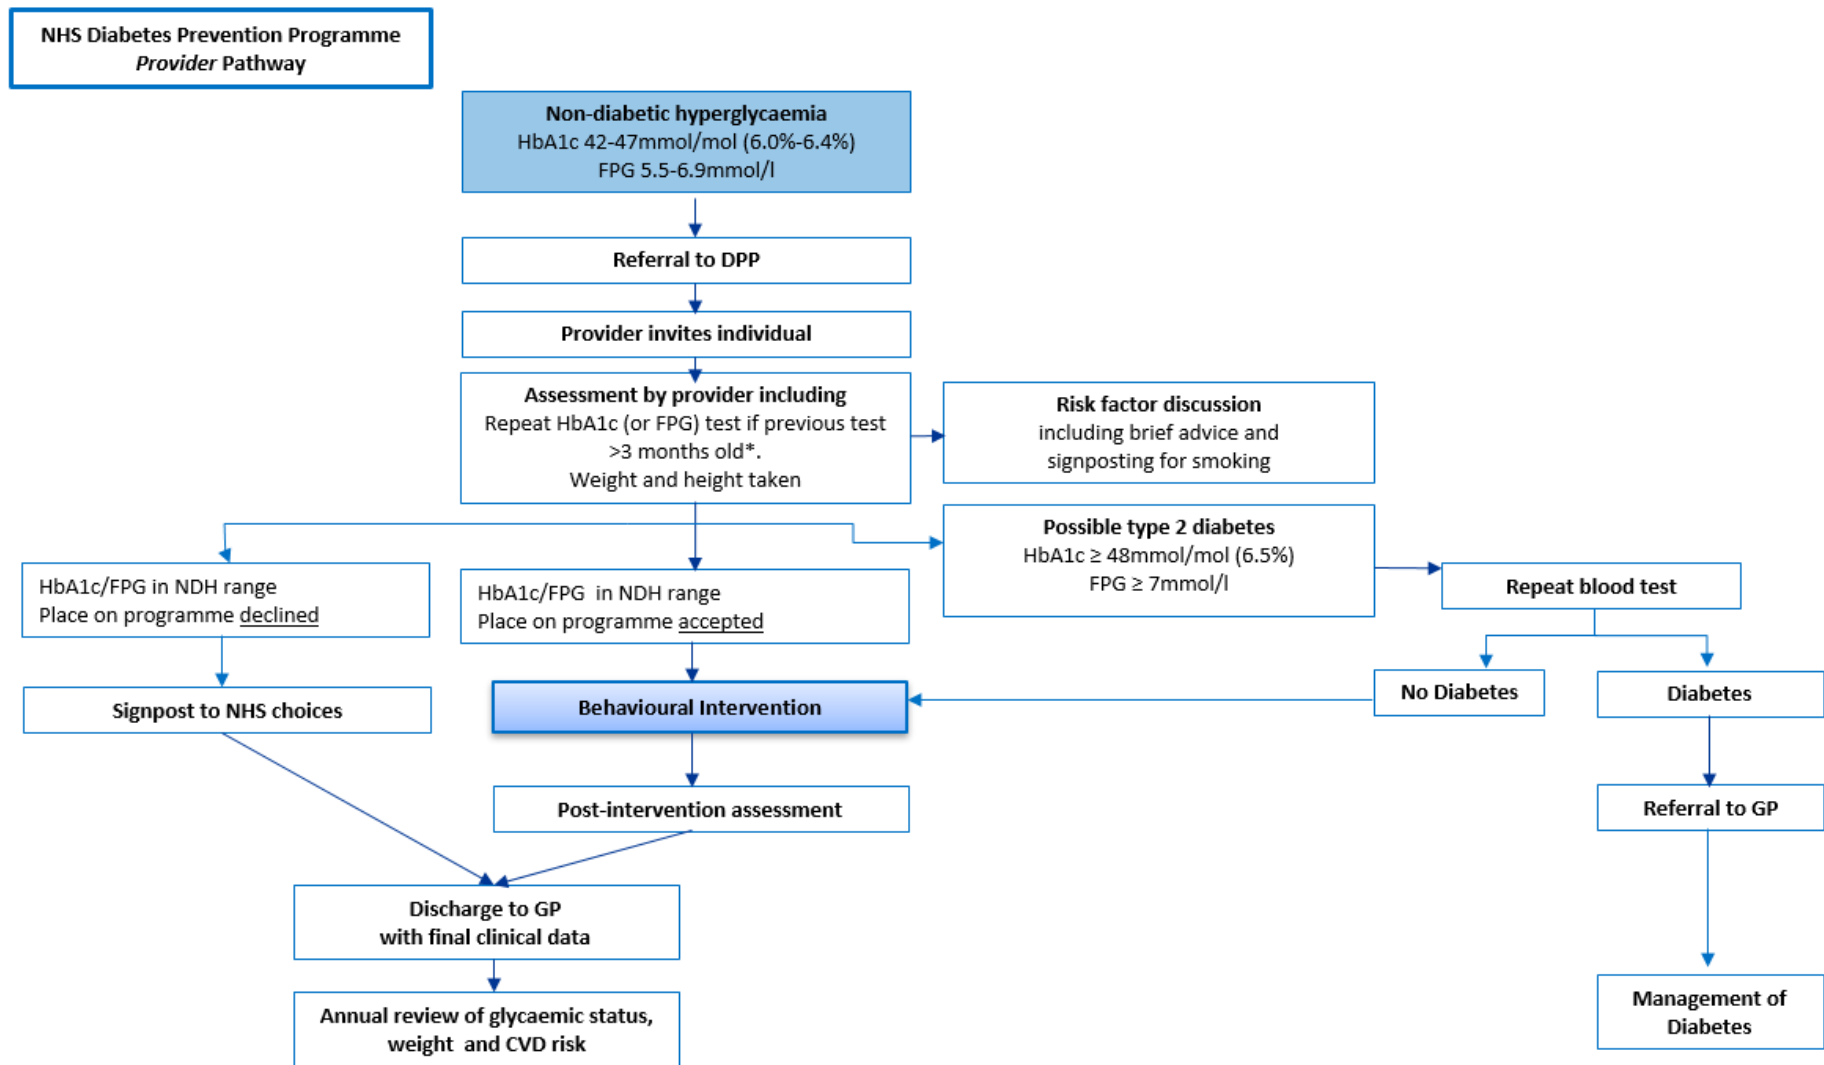 NHS Diabetes Prevention Programme
Provider Pathway
Non-diabetic hyperglycaemia
HbA1c 42-47mmol/mol (6.0%-6.4%)
FPG 5.5-6.9mmol/l
Referral to DPP
Provider invites individual
Assessment by provider including
Repeat HbA1c (or FPG) test if previous test
>3 months old*.
Weight and height taken
Risk factor discussion
including brief advice and
signposting for smoking
Possible type 2 diabetes
HbA1c ≥ 48mmol/mol (6.5%)
FPG ≥ 7mmol/l
HbA1c/FPG in NDH range
Place on programme declined
HbA1c/FPG  in NDH range
Place on programme accepted
Repeat blood test
Signpost to NHS choices
Behavioural Intervention
No Diabetes
Diabetes
Post-intervention assessment
Referral to GP
Discharge to GP
with final clinical data
Annual review of glycaemic status,
weight  and CVD risk
Management of
Diabetes